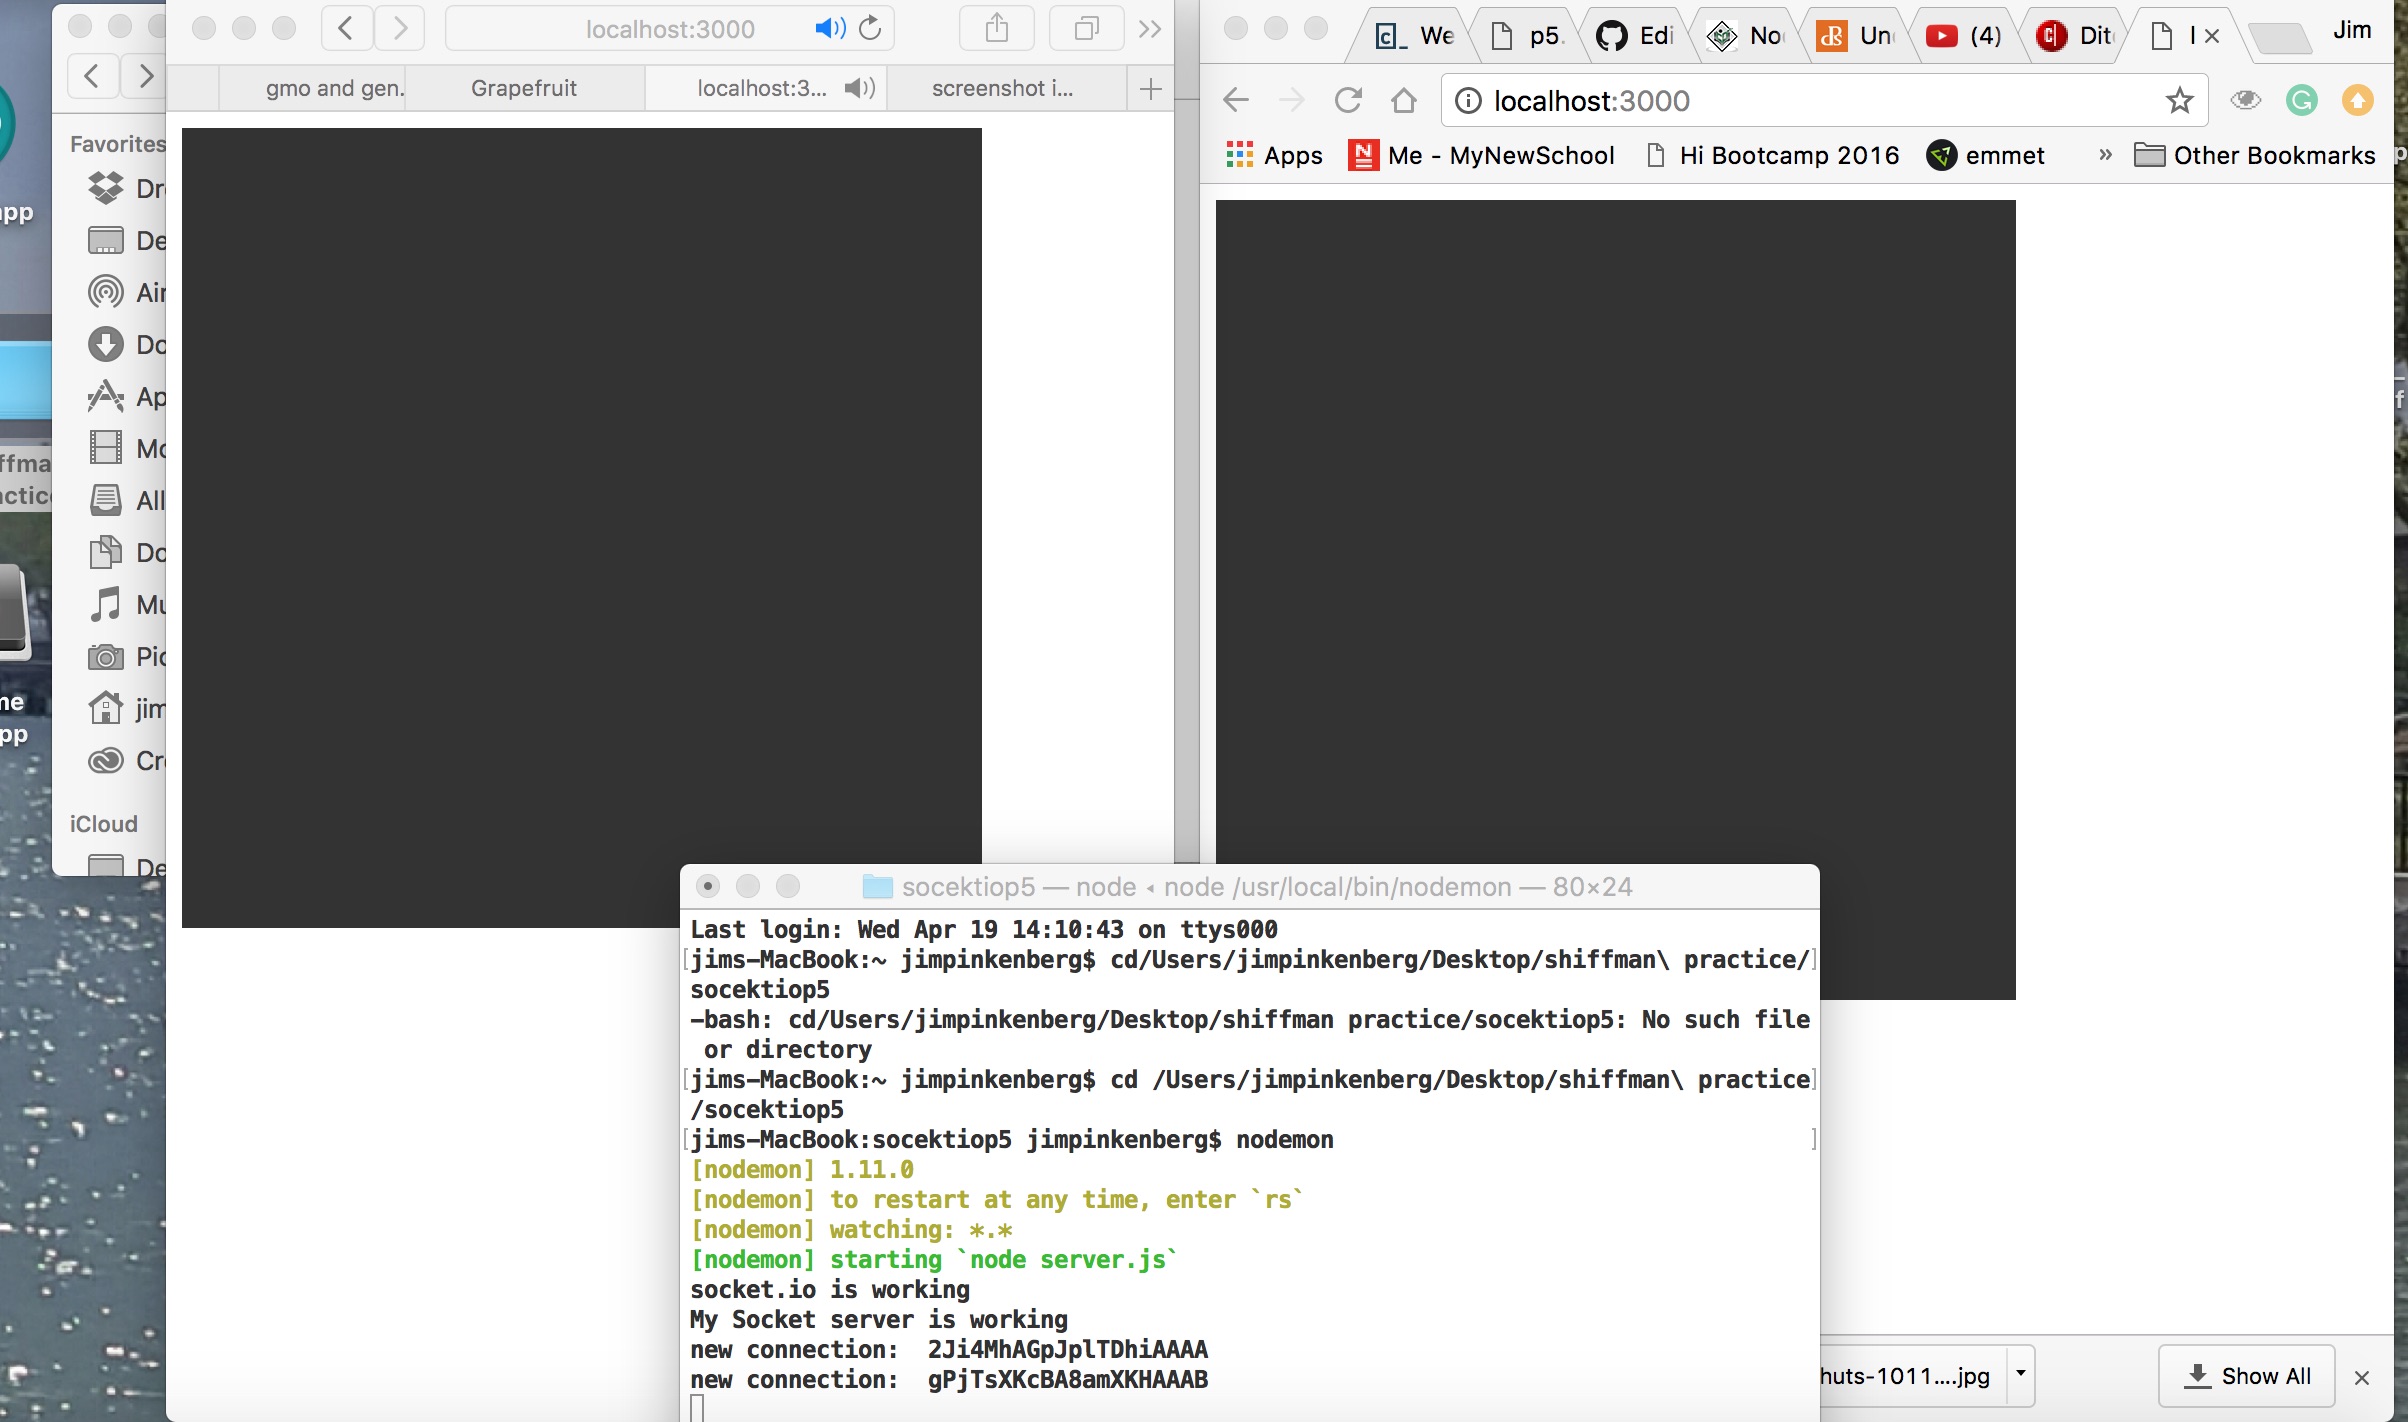 localhost:3000
gmo and gen.
Grapefruit
localhost:3...
screenshot i...
Favorites
Dr
De
Air
Do
Ap
Mo
All
Do
Mu
Pic
jim
Cr
iCloud
De
pp
ffma
actice
me
pp
We
p5.
Edi
No
Un
(4)
Dit
Jim
localhost:3000
Apps
Me - MyNewSchool
Hi Bootcamp 2016
emmet
»
Other Bookmarks
socektiop5 — node ◂ node /usr/local/bin/nodemon — 80×24
Last login: Wed Apr 19 14:10:43 on ttys000
[jims-MacBook:~ jimpinkenberg$ cd/Users/jimpinkenberg/Desktop/shiffman\ practice/]
socektiop5
-bash: cd/Users/jimpinkenberg/Desktop/shiffman practice/socektiop5: No such file
or directory
[jims-MacBook:~ jimpinkenberg$ cd /Users/jimpinkenberg/Desktop/shiffman\ practice]
/socektiop5
[jims-MacBook:socektiop5 jimpinkenberg$ nodemon ]
[nodemon] 1.11.0
[nodemon] to restart at any time, enter `rs`
[nodemon] watching: *.*
[nodemon] starting `node server.js`
socket.io is working
My Socket server is working
new connection:  2Ji4MhAGpJplTDhiAAAA
new connection:  gPjTsXKcBA8amXKHAAAB
huts-1011....jpg
Show All